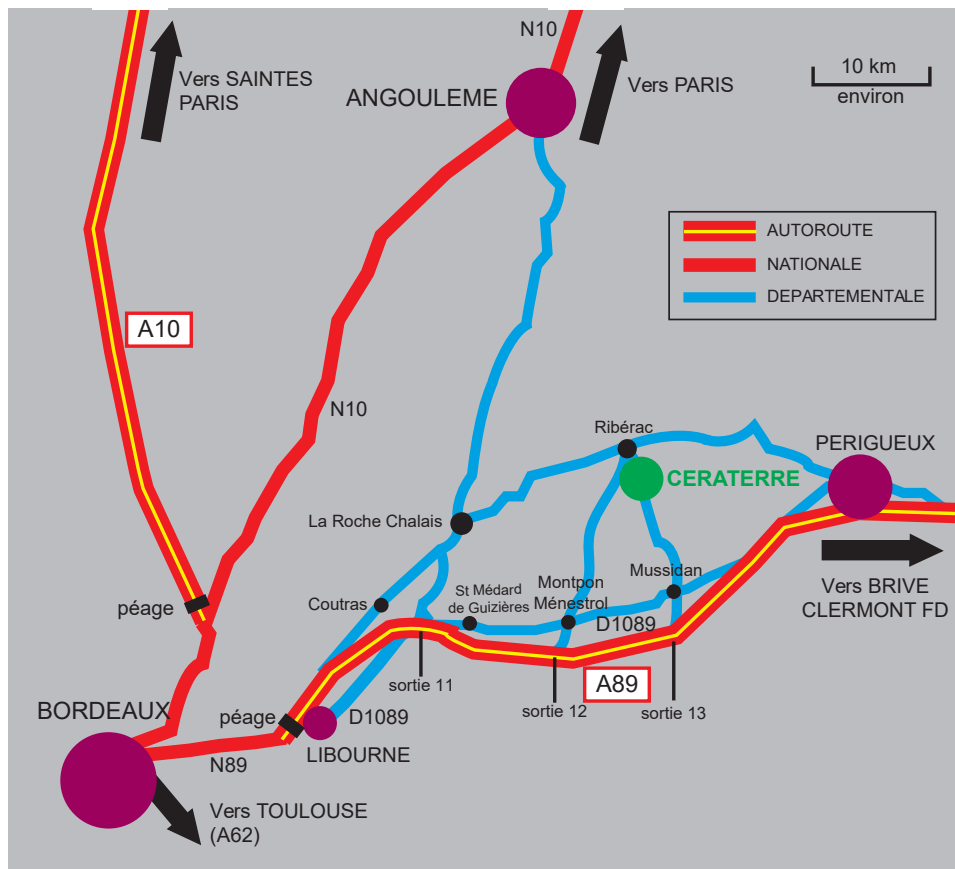 N10
Vers SAINTES
PARIS
ANGOULEME
Vers PARIS
10 km
environ
AUTOROUTE
NATIONALE
DEPARTEMENTALE
A10
N10
Ribérac
PERIGUEUX
CERATERRE
La Roche Chalais
péage
Coutras
St Médard
de Guizières
Montpon
Ménestrol
Mussidan
D1089
Vers BRIVE
CLERMONT FD
sortie 11
A89
sortie 12
sortie 13
BORDEAUX
péage
D1089
LIBOURNE
N89
Vers TOULOUSE
(A62)